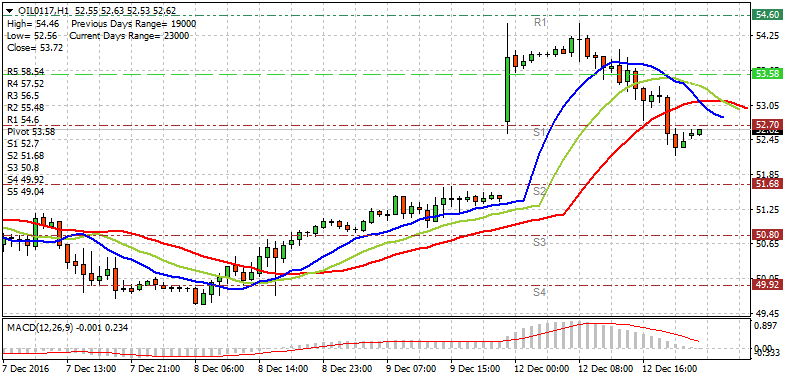 OIL0117,H1 52.55 52.63 52.53 52.62
High= 54.46 Previous Days Range= 19000
Low= 52.56 Current Days Range= 23000
Close= 53.72
R5 58.54
R4 57.52
R3 56.5
R2 55.48
R1 54.6
Pivot 53.58
S1 52.7
S2 51.68
S3 50.8
S4 49.92
S5 49.04
R1
S1
S2
S3
S4
54.60
54.25
53.58
53.05
52.70
52.45
51.85
51.68
51.25
50.80
50.65
49.92
49.45
MACD(12,26,9) -0.001 0.234
0.897
0.00
-0.333
7 Dec 2016
7 Dec 13:00
7 Dec 21:00
8 Dec 06:00
8 Dec 14:00
8 Dec 23:00
9 Dec 07:00
9 Dec 15:00
12 Dec 00:00
12 Dec 08:00
12 Dec 16:00